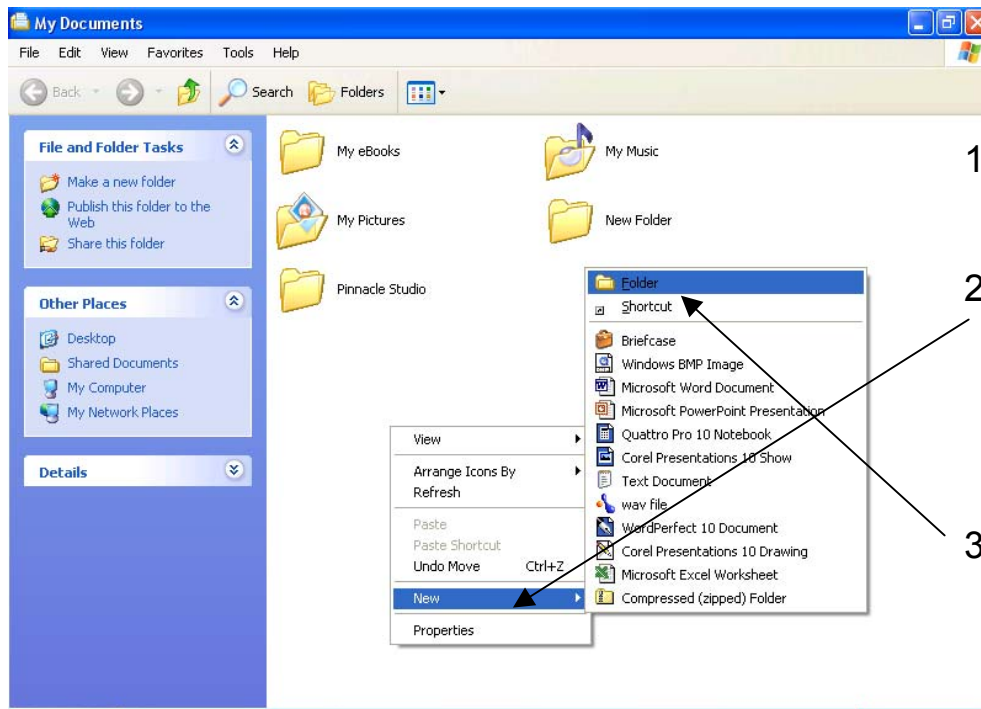 My Documents
File Edit View Favorites Tools Help
Back Search Folders
File and Folder Tasks
Make a new folder
Publish this folder to the
Web
Share this folder
Other Places
Desktop
Shared Documents
My Computer
My Network Places
Details
My eBooks
My Music
My Pictures
New Folder
Pinnacle Studio
View
Arrange Icons By
Refresh
Paste
Paste Shortcut
Undo Move Ctrl+Z
New
Properties
Folder
Shortcut
Briefcase
Windows BMP Image
Microsoft Word Document
Microsoft PowerPoint Presentation
Quattro Pro 10 Notebook
Corel Presentations 10 Show
Text Document
wav file
WordPerfect 10 Document
Corel Presentations 10 Drawing
Microsoft Excel Worksheet
Compressed (zipped) Folder
1
2
3